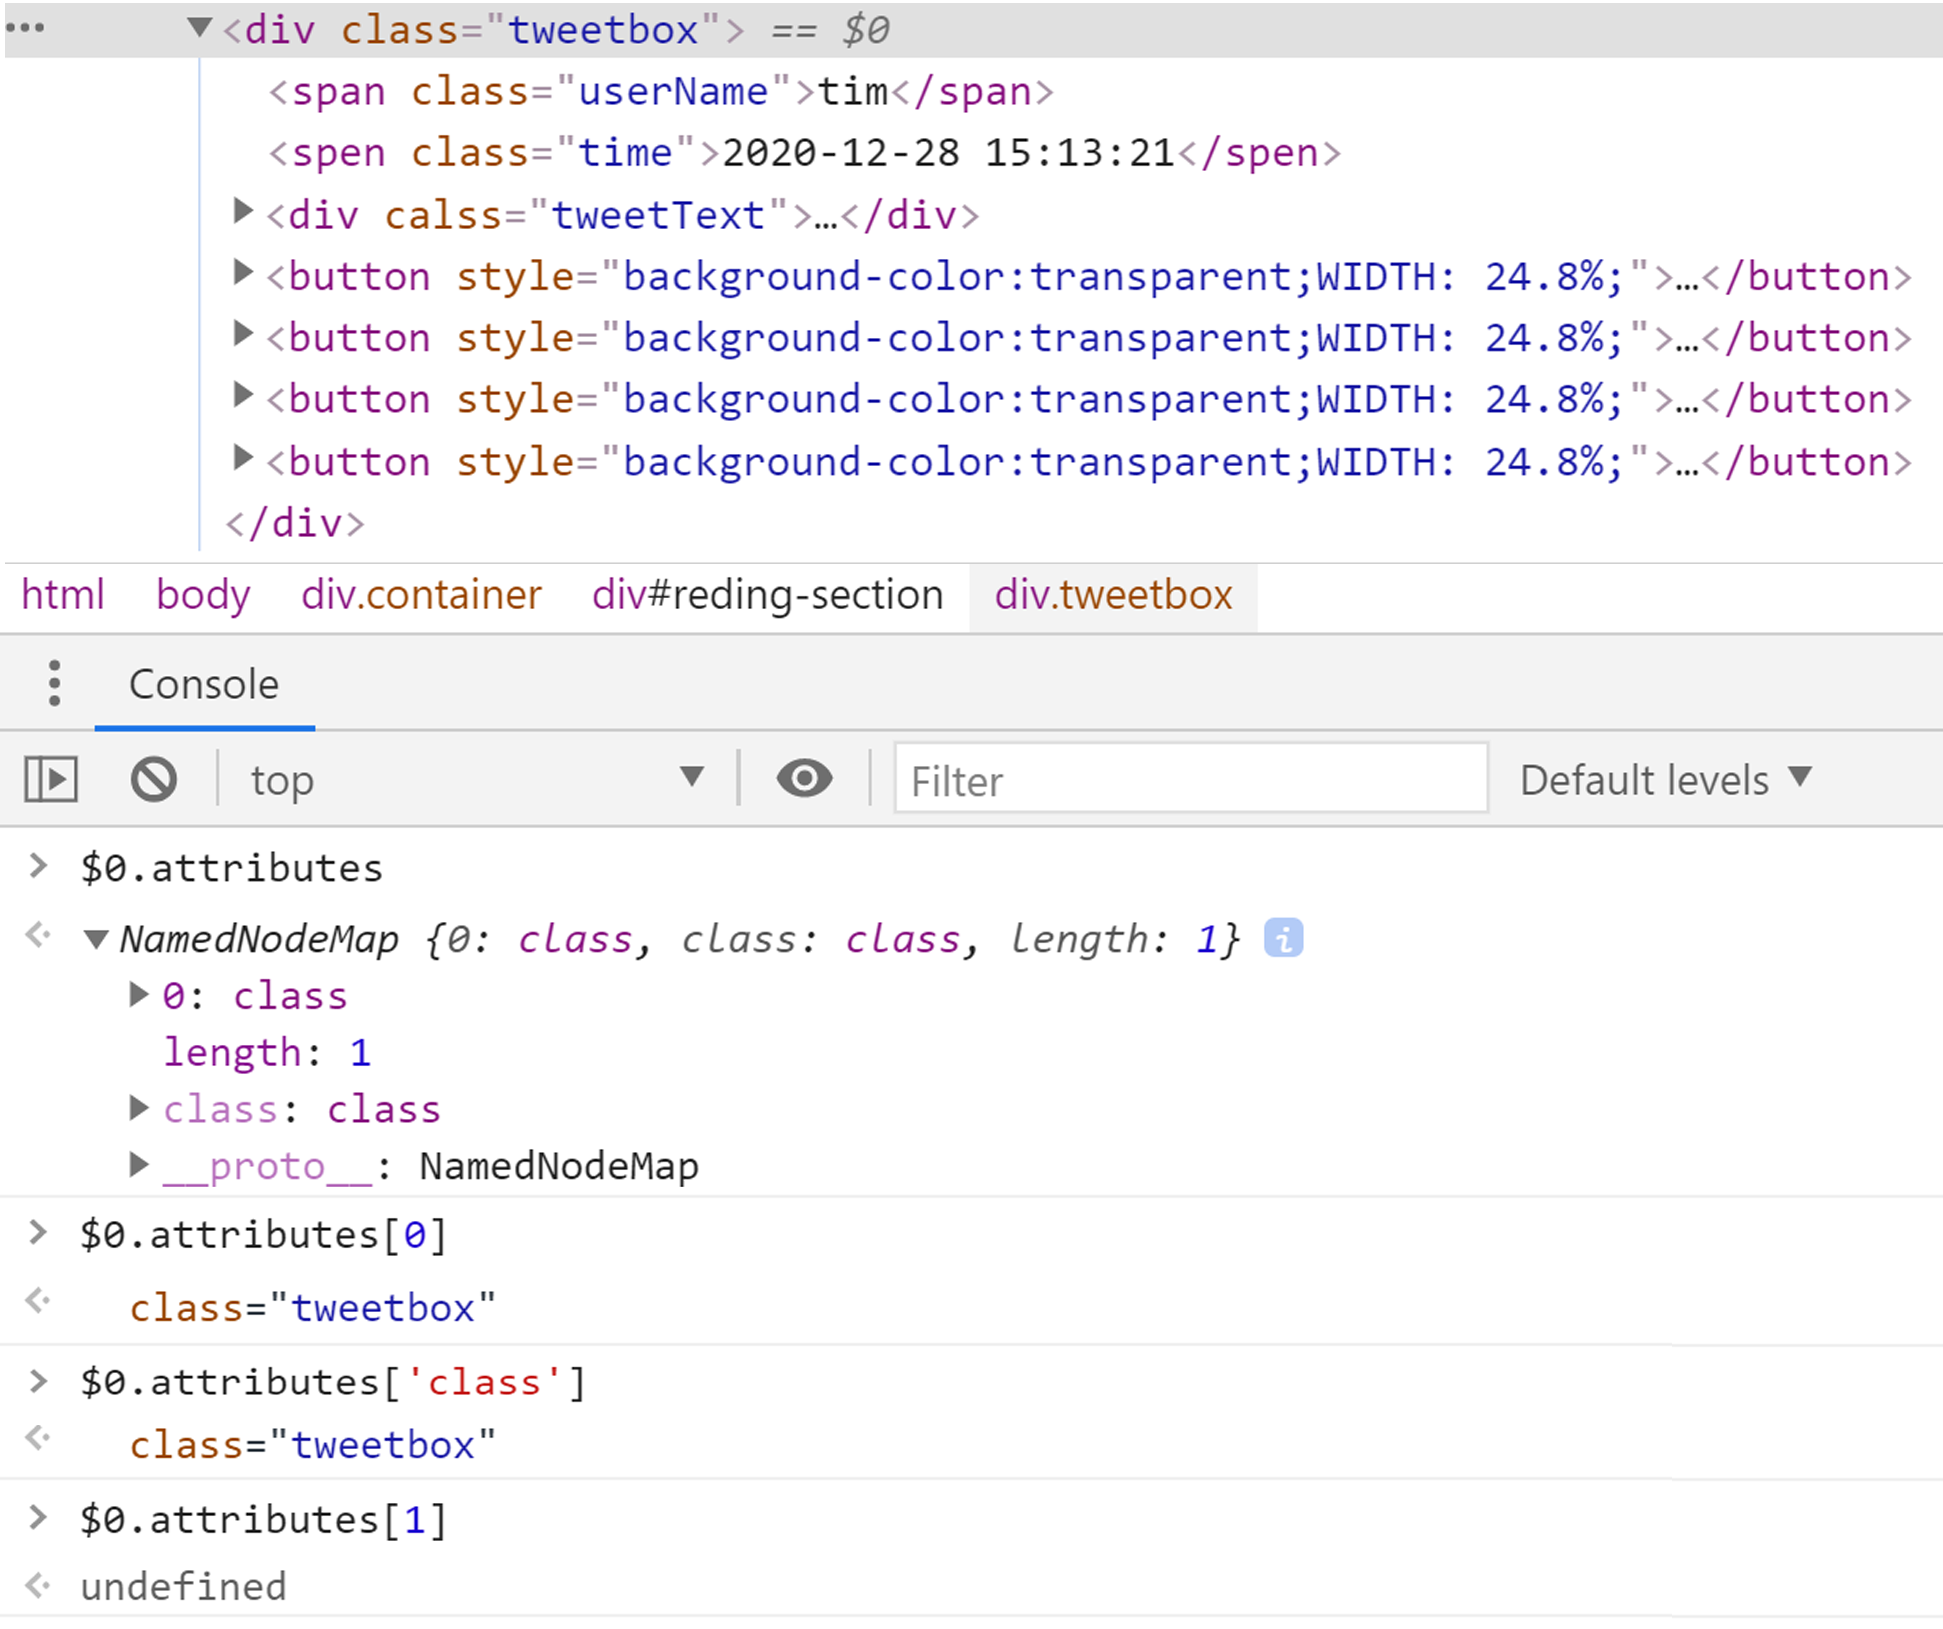 <div class="tweetbox"> == $0
<span class="userName">tim</span>
<spen class="time">2020-12-28 15:13:21</spen>
<div calss="tweetText">…</div>
<button style="background-color:transparent;WIDTH: 24.8%;">…</button>
<button style="background-color:transparent;WIDTH: 24.8%;">…</button>
<button style="background-color:transparent;WIDTH: 24.8%;">…</button>
<button style="background-color:transparent;WIDTH: 24.8%;">…</button>
</div>
html body div.container div#reding-section div.tweetbox
Console
top Filter Default levels
$0.attributes
NamedNodeMap {0: class, class: class, length: 1}
0: class
length: 1
class: class
__proto__: NamedNodeMap
$0.attributes[0]
class="tweetbox"
$0.attributes['class']
class="tweetbox"
$0.attributes[1]
undefined